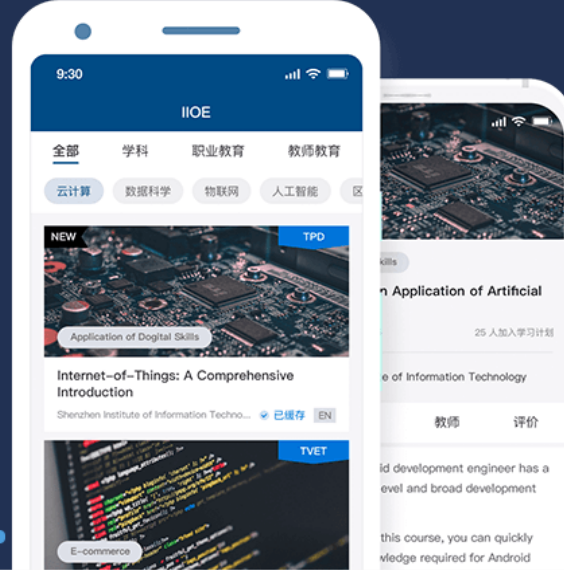 9:30
IIOE
全部 学科 职业教育 教师教育
云计算 数据科学 物联网 人工智能 区
NEW TPD
Application of Dogital Skills
Internet-of-Things: A Comprehensive
Introduction
Shenzhen Institute of Information Techno... 已缓存 EN
TVET
E-commerce
kills
n Application of Artificial
25 人加入学习计划
e of Information Technology
教师 评价
id development engineer has a
evel and broad development
this course, you can quickly
wledge required for Android